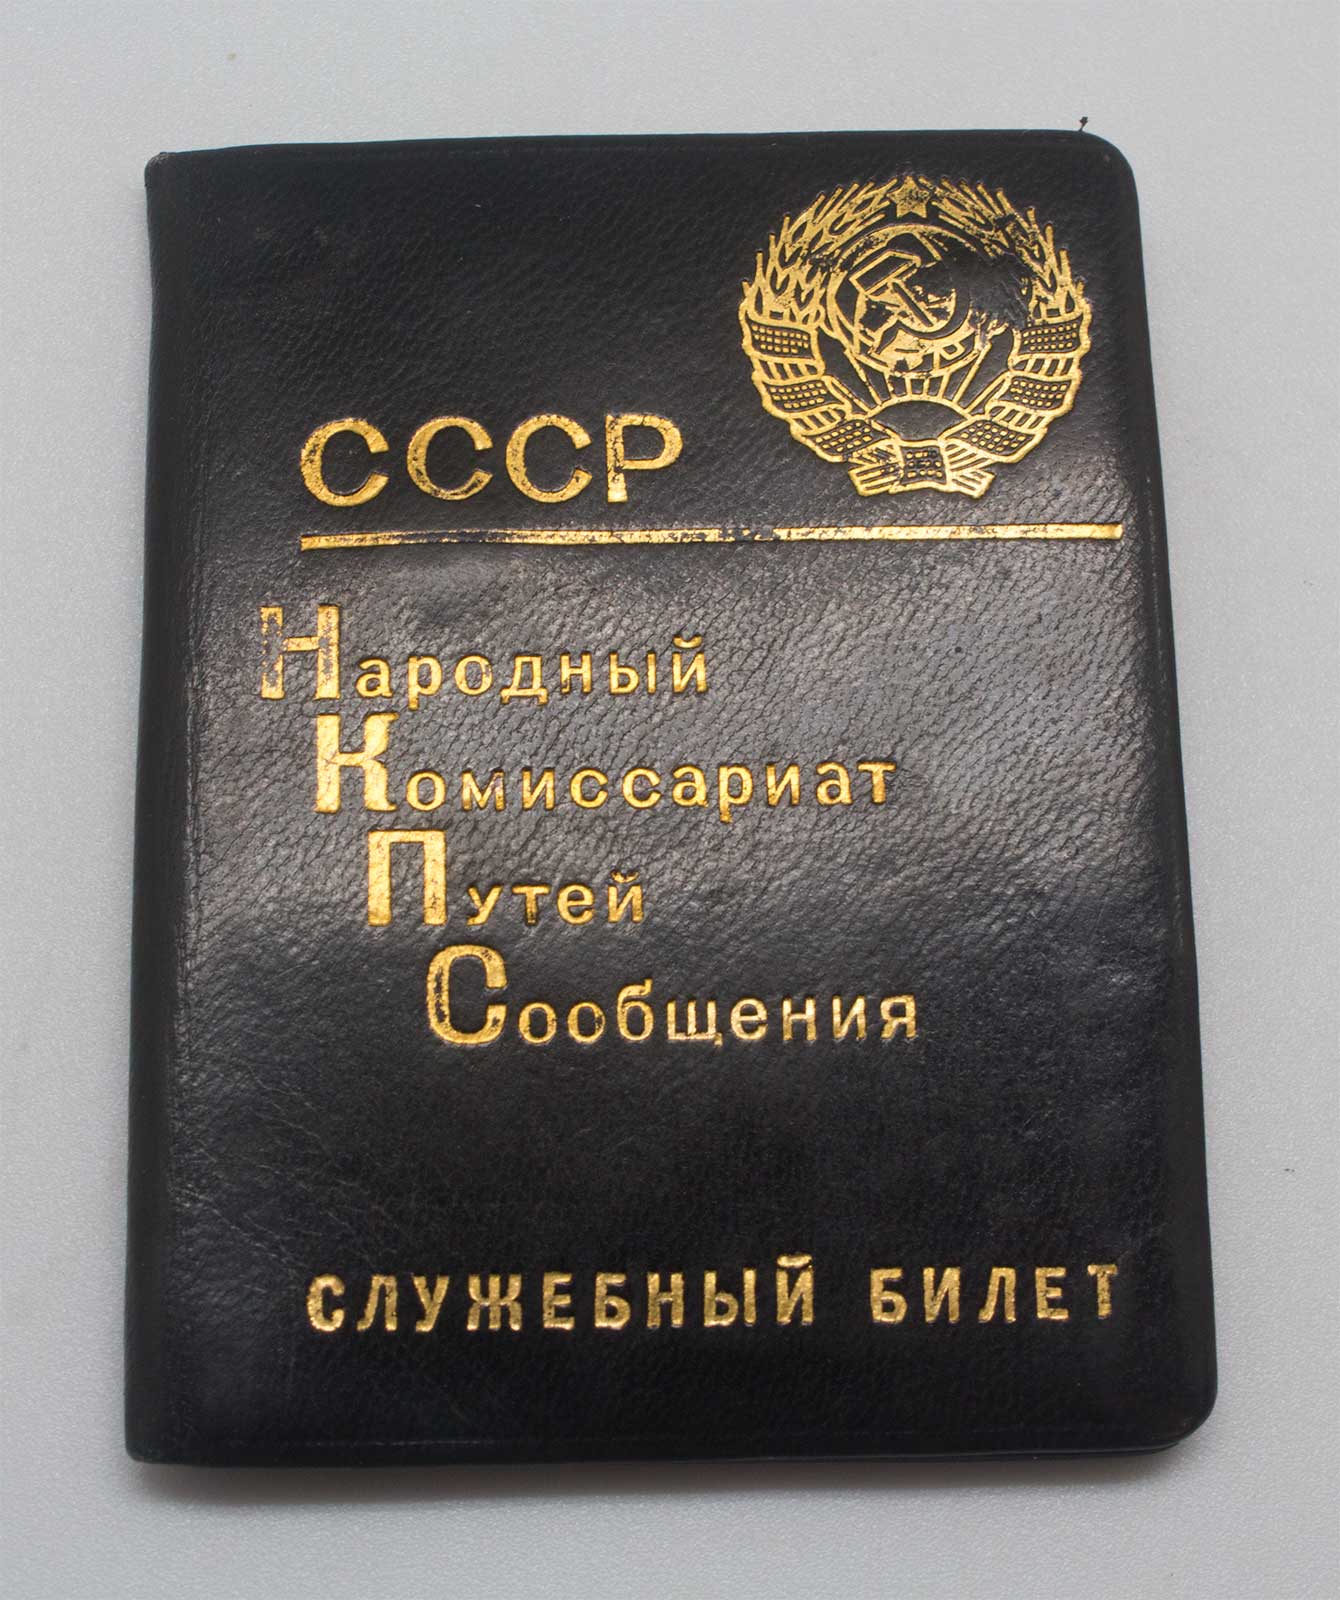 СССР
Народный
Комиссариат
Путей
Сообщения
СЛУЖЕБНЫЙ БИЛЕТ